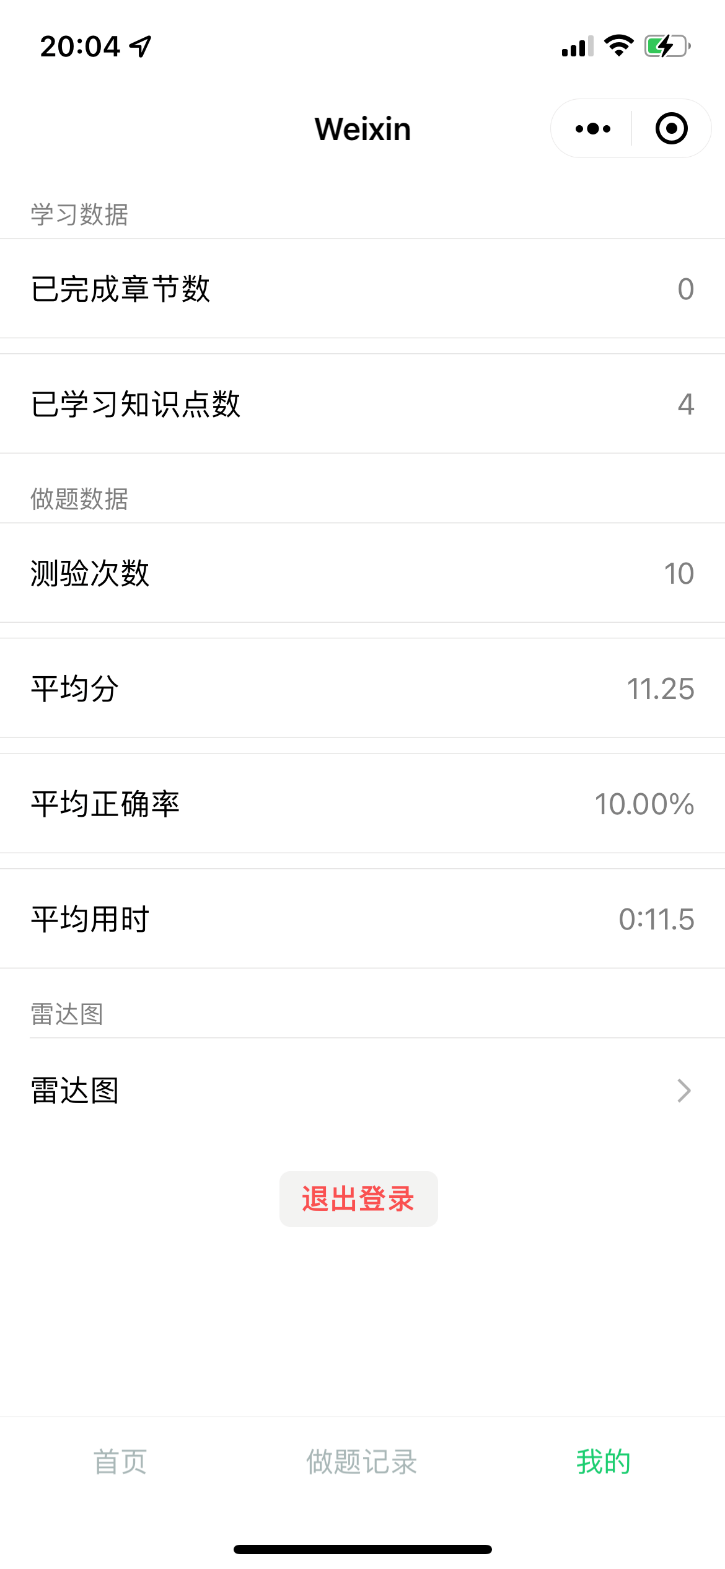 20:04
Weixin
学习数据
已完成章节数 0
已学习知识点数 4
做题数据
测验次数 10
平均分 11.25
平均正确率 10.00%
平均用时 0:11.5
雷达图
雷达图
退出登录
首页 做题记录 我的